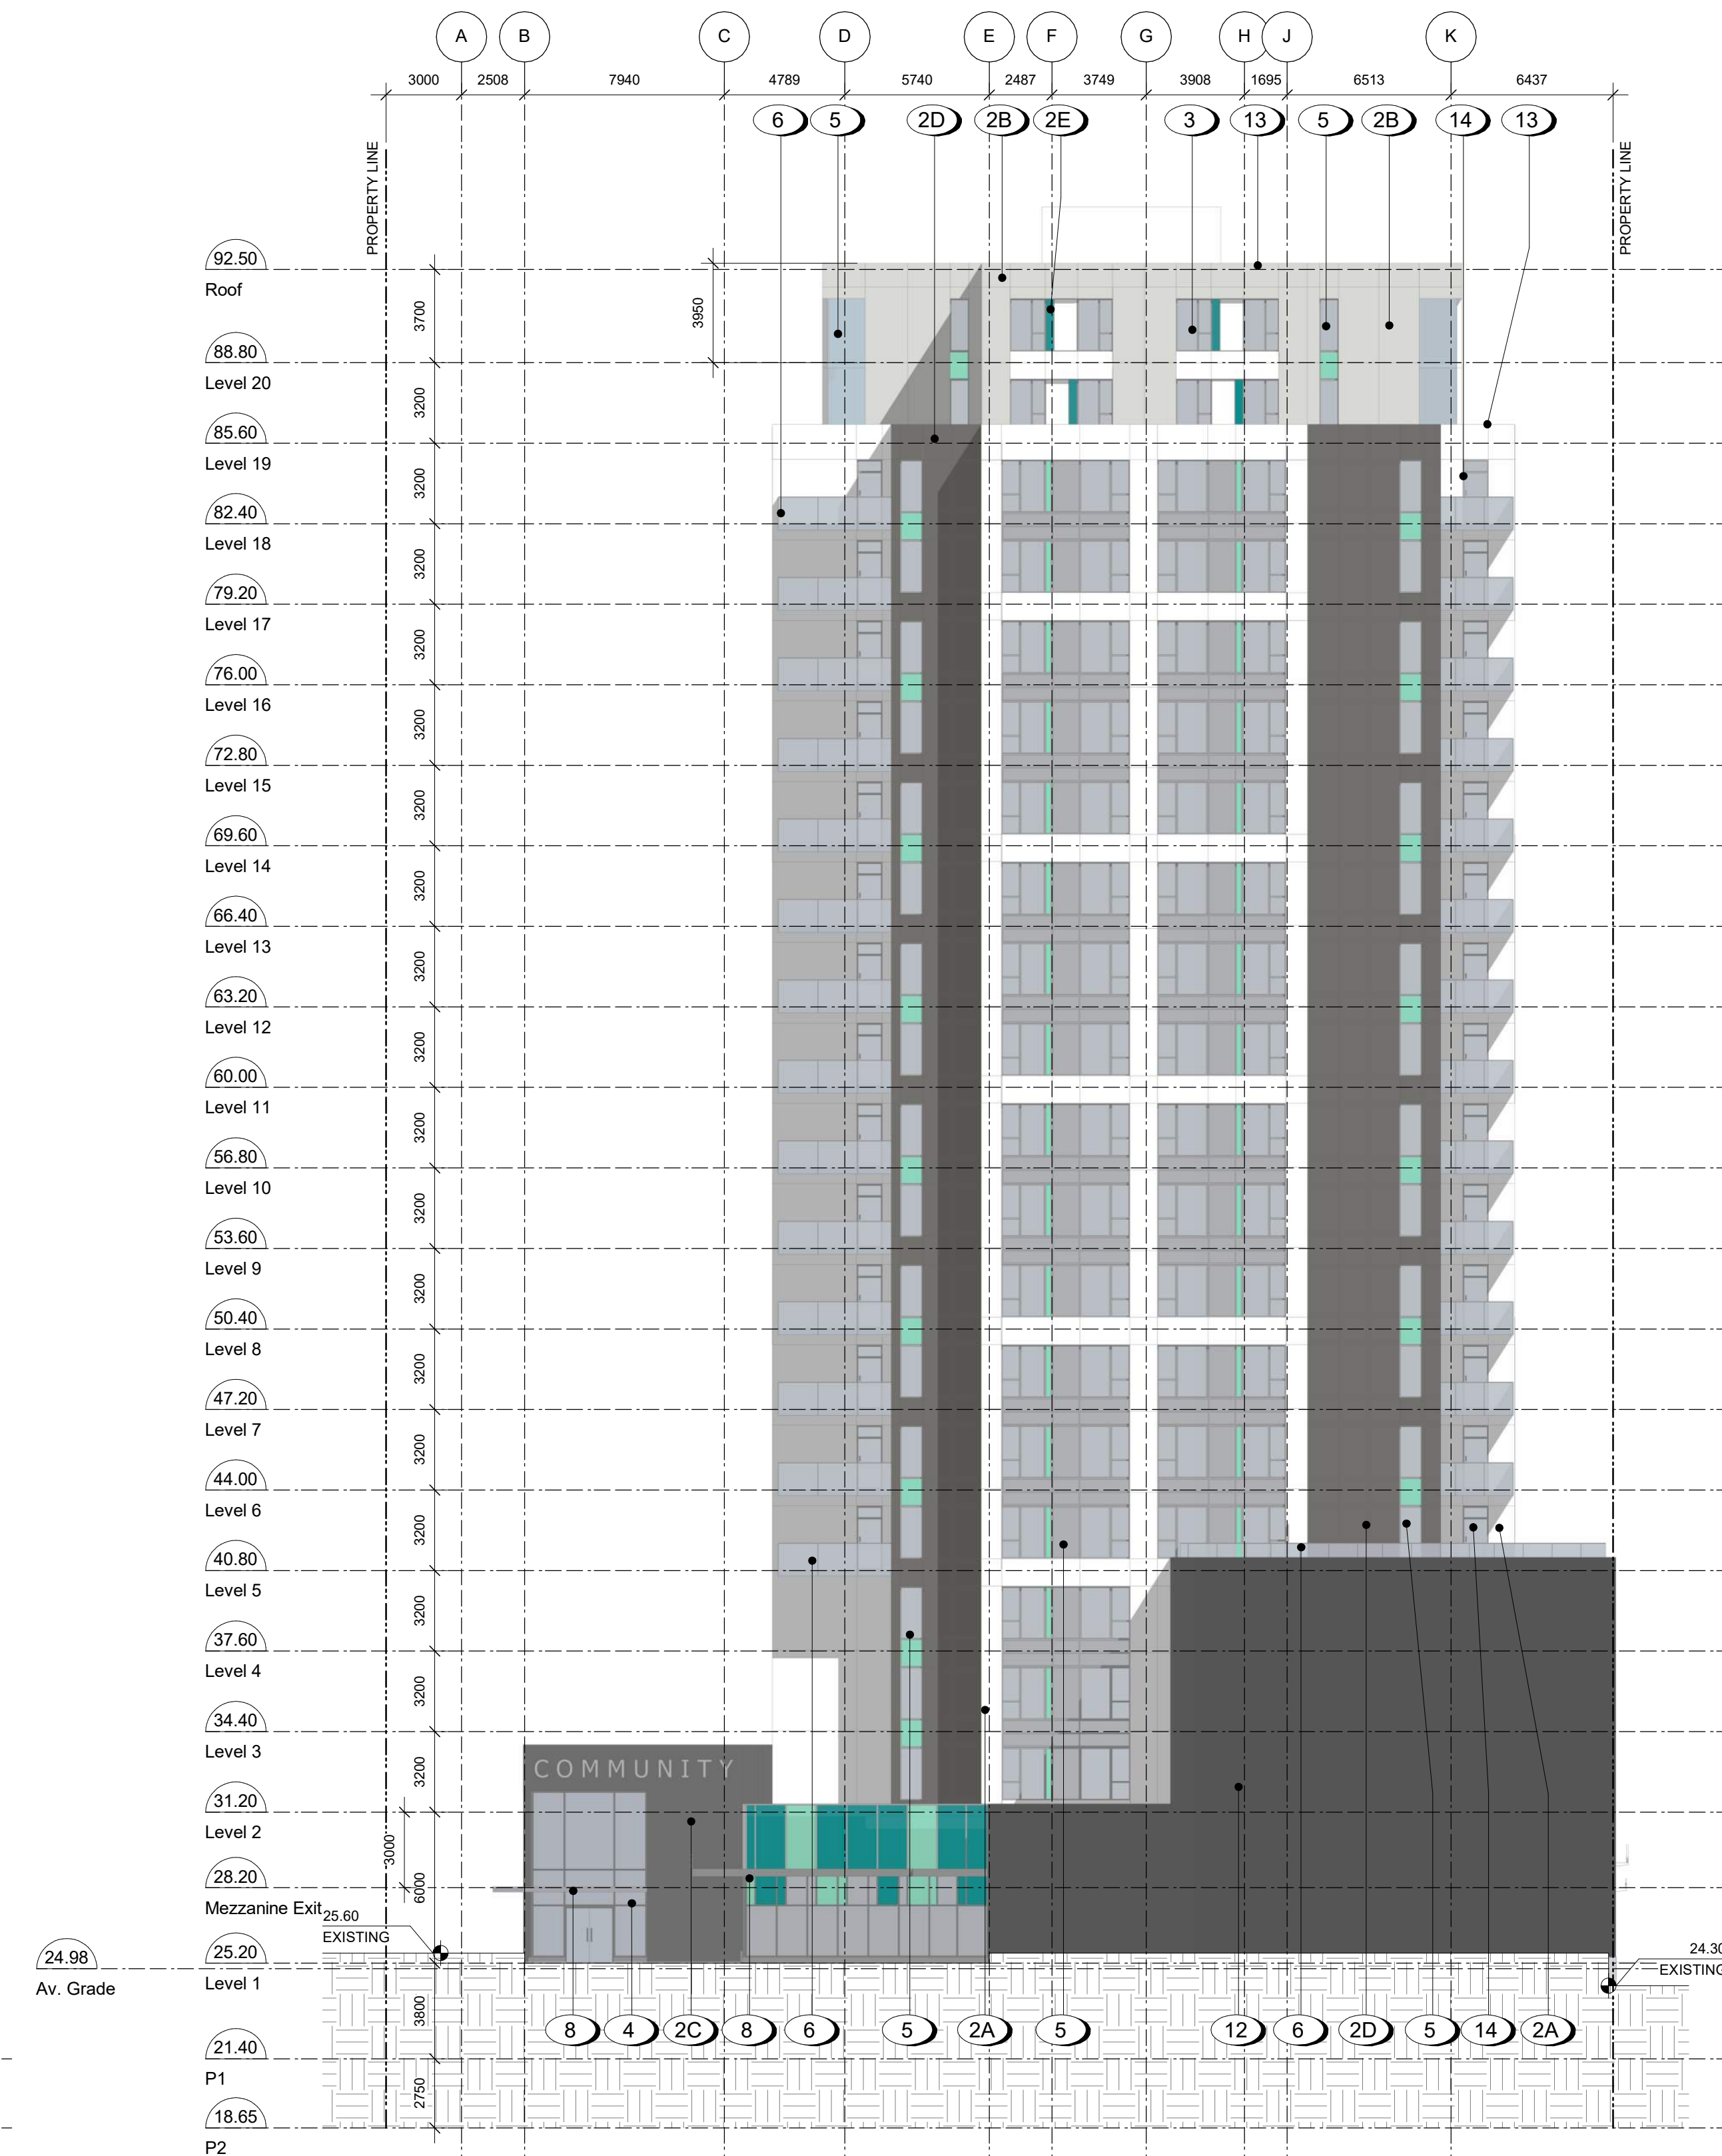 A B C D E F G H J K
3000 2508 7940 4789 5740 2487 3749 3908 1695 6513 6437
6 5 2D 2B 2E 3 13 5 2B 14 13
PROPERTY LINE
PROPERTY LINE
92.50
Roof
3700
3950
88.80
Level 20
3200
85.60
Level 19
3200
82.40
Level 18
3200
79.20
Level 17
3200
76.00
Level 16
3200
72.80
Level 15
3200
69.60
Level 14
3200
66.40
Level 13
3200
63.20
Level 12
3200
60.00
Level 11
3200
56.80
Level 10
3200
53.60
Level 9
3200
50.40
Level 8
3200
47.20
Level 7
3200
44.00
Level 6
3200
40.80
Level 5
3200
37.60
Level 4
3200
34.40
Level 3
3200
COMMUNITY
31.20
Level 2
3000
28.20
6000
Mezzanine Exit
25.60
EXISTING
24.98
Av. Grade
25.20
Level 1
24.30
EXISTING
3800
8 4 2C 8 6 5 2A 5 12 6 2D 5 14 2A
21.40
P1
2750
18.65
P2